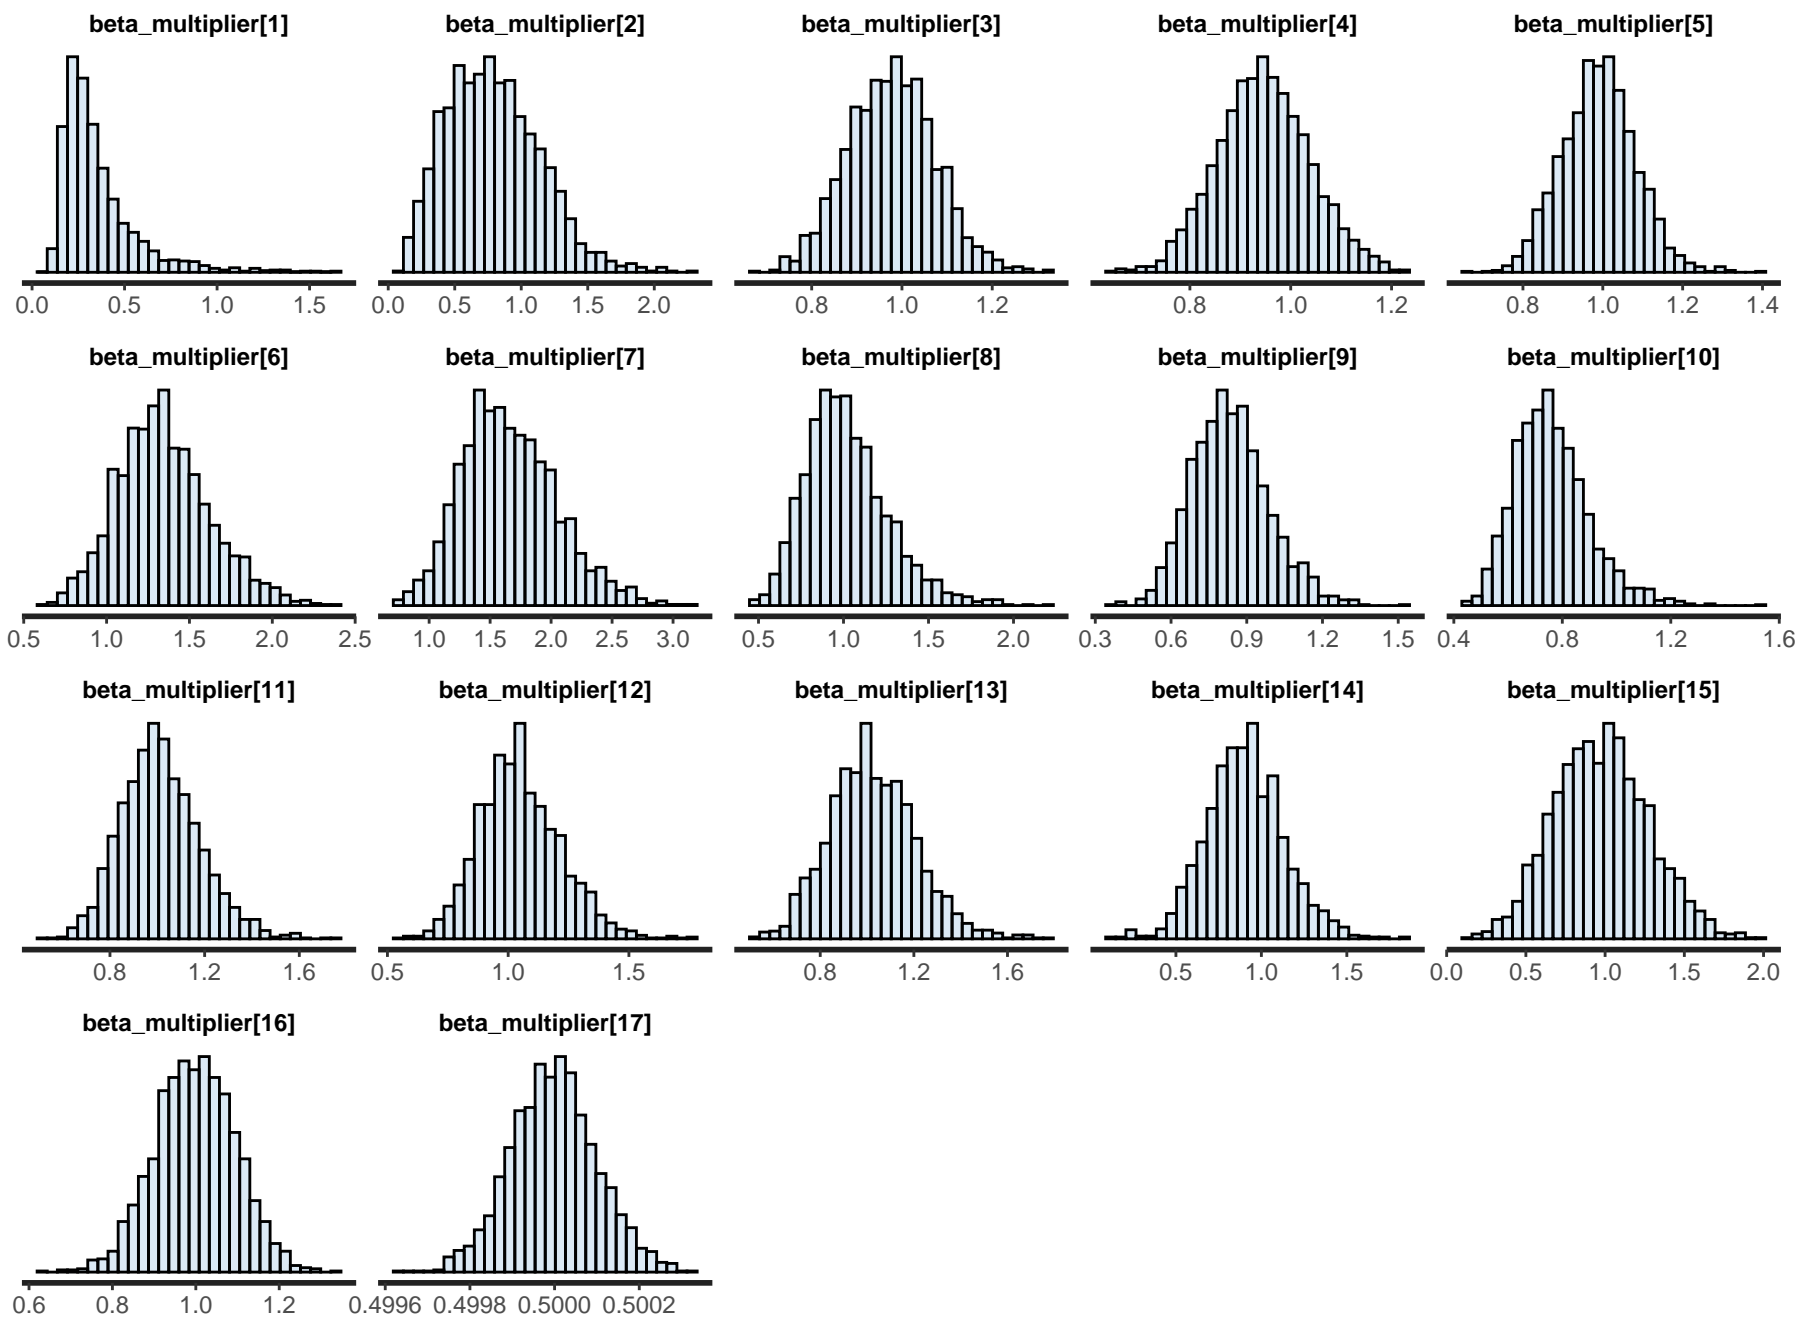 beta_multiplier[1] beta_multiplier[2] beta_multiplier[3] beta_multiplier[4] beta_multiplier[5]
0.0 0.5 1.0 1.5 0.0 0.5 1.0 1.5 2.0 0.8 1.0 1.2 0.8 1.0 1.2 0.8 1.0 1.2 1.4
beta_multiplier[6] beta_multiplier[7] beta_multiplier[8] beta_multiplier[9] beta_multiplier[10]
0.5 1.0 1.5 2.0 2.5 1.0 1.5 2.0 2.5 3.0 0.5 1.0 1.5 2.0 0.3 0.6 0.9 1.2 1.5 0.4 0.8 1.2 1.6
beta_multiplier[11] beta_multiplier[12] beta_multiplier[13] beta_multiplier[14] beta_multiplier[15]
0.8 1.2 1.6 0.5 1.0 1.5 0.8 1.2 1.6 0.5 1.0 1.5 0.0 0.5 1.0 1.5 2.0
beta_multiplier[16] beta_multiplier[17]
0.6 0.8 1.0 1.2 0.4996 0.4998 0.5000 0.5002